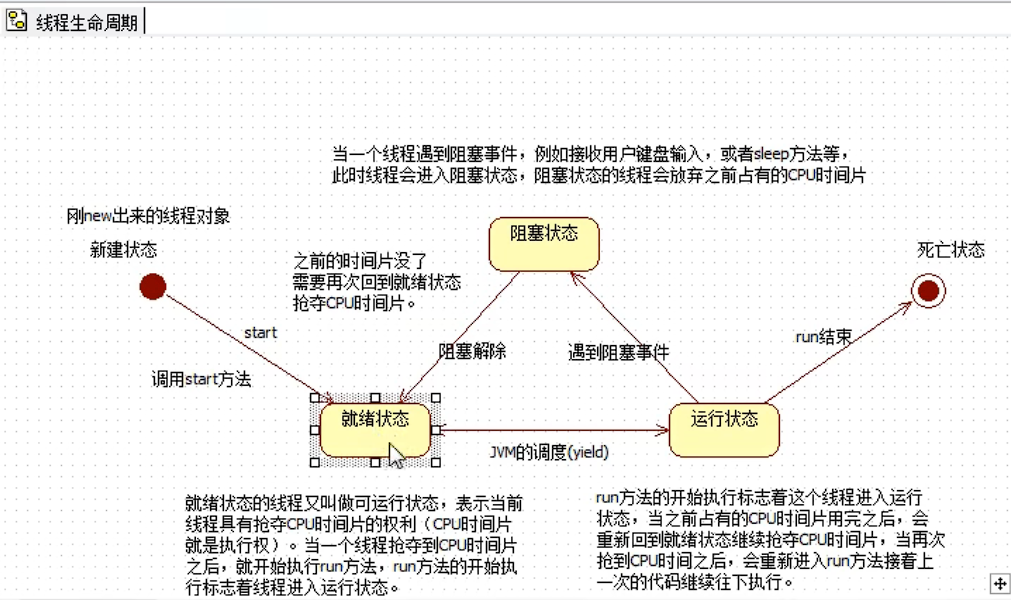 线程生命周期
当一个线程遇到阻塞事件，例如接收用户键盘输入，或者sleep方法等，
此时线程会进入阻塞状态，阻塞状态的线程会放弃之前占有的CPU时间片
刚new出来的线程对象
新建状态
阻塞状态
死亡状态
之前的时间片没了
需要再次回到就绪状态
抢夺CPU时间片。
start
阻塞解除
遇到阻塞事件
run结束
调用start方法
就绪状态
运行状态
JVM的调度(yield)
就绪状态的线程又叫做可运行状态，表示当前
线程具有抢夺CPU时间片的权利（CPU时间片
就是执行权）。当一个线程抢夺到CPU时间片
之后，就开始执行run方法，run方法的开始执
行标志着线程进入运行状态。
run方法的开始执行标志着这个线程进入运行
状态，当之前占有的CPU时间片用完之后，会
重新回到就绪状态继续抢夺CPU时间片，当再次
抢到CPU时间之后，会重新进入run方法接着上
一次的代码继续往下执行。